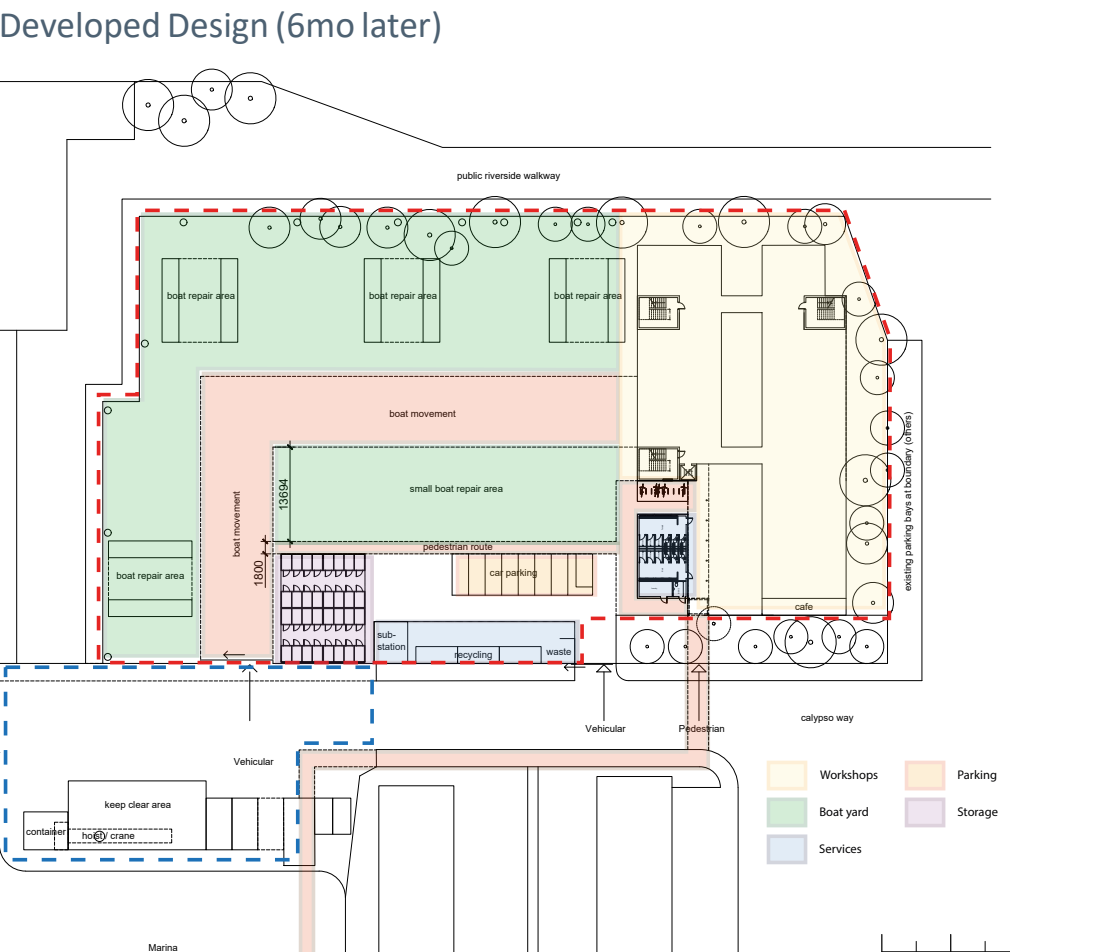 Developed Design (6mo later)
public riverside walkway
boat repair area
boat repair area
boat repair area
boat movement
small boat repair area
boat movement
13694
pedestrian route
1800
car parking
boat repair area
existing parking bays at boundary (others)
cafe
sub-
station
recycling
waste
Vehicular
Pedestrian
calypso way
Vehicular
keep clear area
container
hoist / crane
Workshops
Parking
Boat yard
Storage
Services
Marina